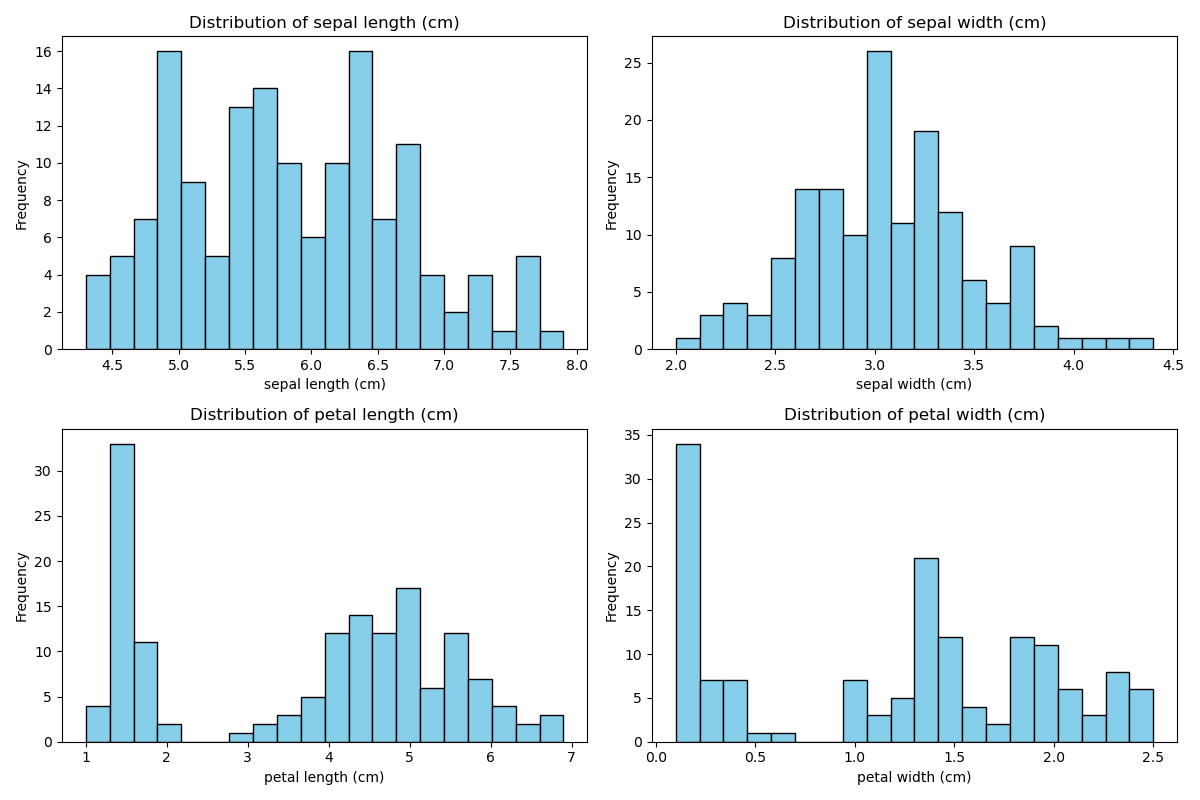 Distribution of sepal length (cm)
16
14
12
10
8
6
4
2
0
Frequency
4.5 5.0 5.5 6.0 6.5 7.0 7.5 8.0
sepal length (cm)
Distribution of sepal width (cm)
25
20
15
10
5
0
Frequency
2.0 2.5 3.0 3.5 4.0 4.5
sepal width (cm)
Distribution of petal length (cm)
30
25
20
15
10
5
0
Frequency
1 2 3 4 5 6 7
petal length (cm)
Distribution of petal width (cm)
35
30
25
20
15
10
5
0
Frequency
0.0 0.5 1.0 1.5 2.0 2.5
petal width (cm)